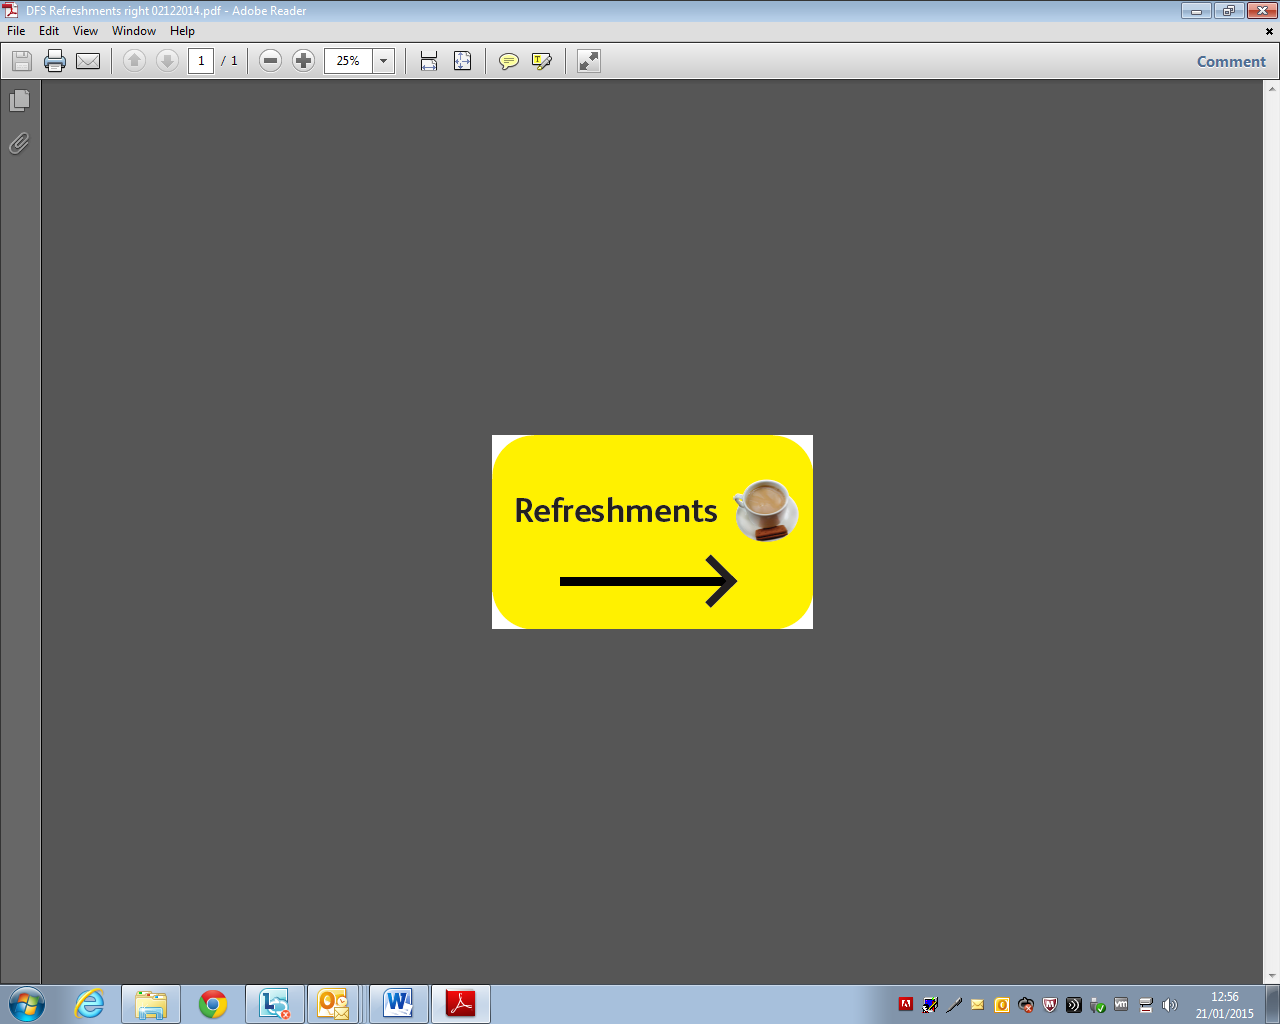 DFS Refreshments right 02122014.pdf - Adobe Reader
File Edit View Window Help
1 / 1 25% Comment
Refreshments
12:56
21/01/2015